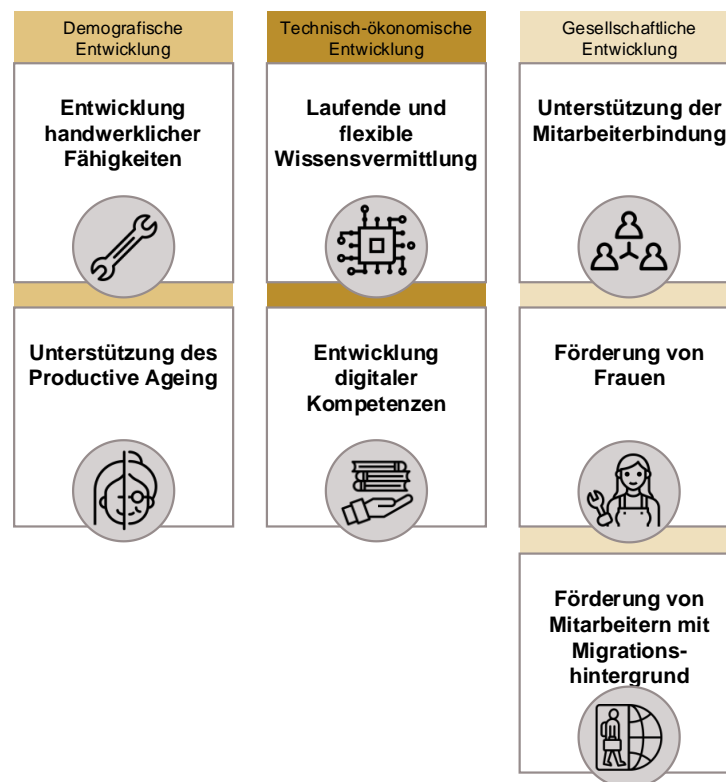 Demografische
Entwicklung
Technisch-ökonomische
Entwicklung
Gesellschaftliche
Entwicklung
Entwicklung
handwerklicher
Fähigkeiten
Laufende und
flexible
Wissensvermittlung
Unterstützung der
Mitarbeiterbindung
Unterstützung des
Productive Ageing
Entwicklung
digitaler
Kompetenzen
Förderung von
Frauen
Förderung von
Mitarbeitern mit
Migrations-
hintergrund